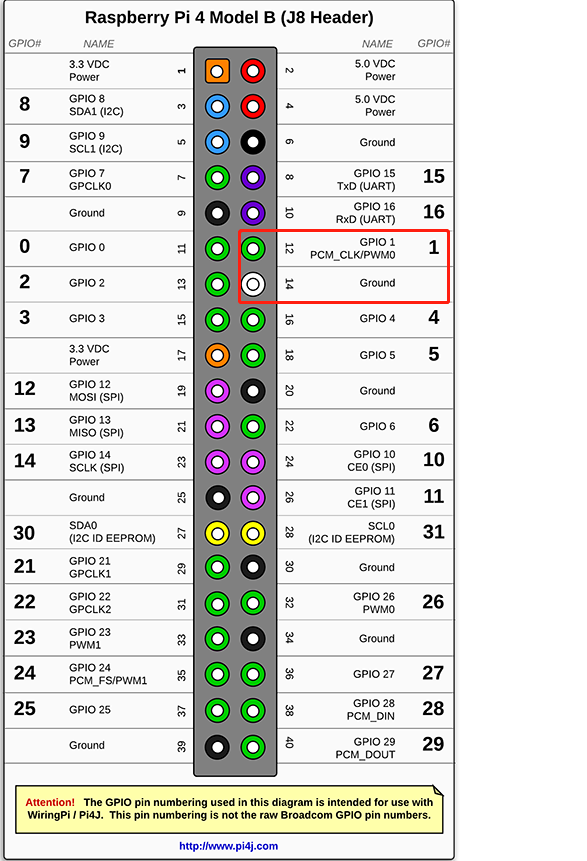 Raspberry Pi 4 Model B (J8 Header)
GPIO# NAME NAME GPIO#
3.3 VDC
Power 1 2 5.0 VDC
Power
8 GPIO 8
SDA1 (I2C) 3 4 5.0 VDC
Power
9 GPIO 9
SCL1 (I2C) 5 6 Ground
7 GPIO 7
GPCLK0 7 8 GPIO 15
TxD (UART) 15
Ground 9 10 GPIO 16
RxD (UART) 16
0 GPIO 0 11 12 GPIO 1
PCM_CLK/PWM0 1
2 GPIO 2 13 14 Ground
3 GPIO 3 15 16 GPIO 4 4
3.3 VDC
Power 17 18 GPIO 5 5
12 GPIO 12
MOSI (SPI) 19 20 Ground
13 GPIO 13
MISO (SPI) 21 22 GPIO 6 6
14 GPIO 14
SCLK (SPI) 23 24 GPIO 10
CE0 (SPI) 10
Ground 25 26 GPIO 11
CE1 (SPI) 11
30 SDA0
(I2C ID EEPROM) 27 28 SCL0
(I2C ID EEPROM) 31
21 GPIO 21
GPCLK1 29 30 Ground
22 GPIO 22
GPCLK2 31 32 GPIO 26
PWM0 26
23 GPIO 23
PWM1 33 34 Ground
24 GPIO 24
PCM_FS/PWM1 35 36 GPIO 27 27
25 GPIO 25 37 38 GPIO 28
PCM_DIN 28
Ground 39 40 GPIO 29
PCM_DOUT 29
Attention! The GPIO pin numbering used in this diagram is intended for use with
WiringPi / Pi4J. This pin numbering is not the raw Broadcom GPIO pin numbers.
http://www.pi4j.com